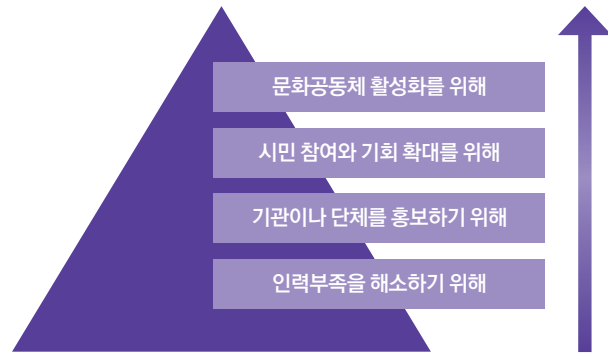 문화공동체 활성화를 위해
시민 참여와 기회 확대를 위해
기관이나 단체를 홍보하기 위해
인력부족을 해소하기 위해